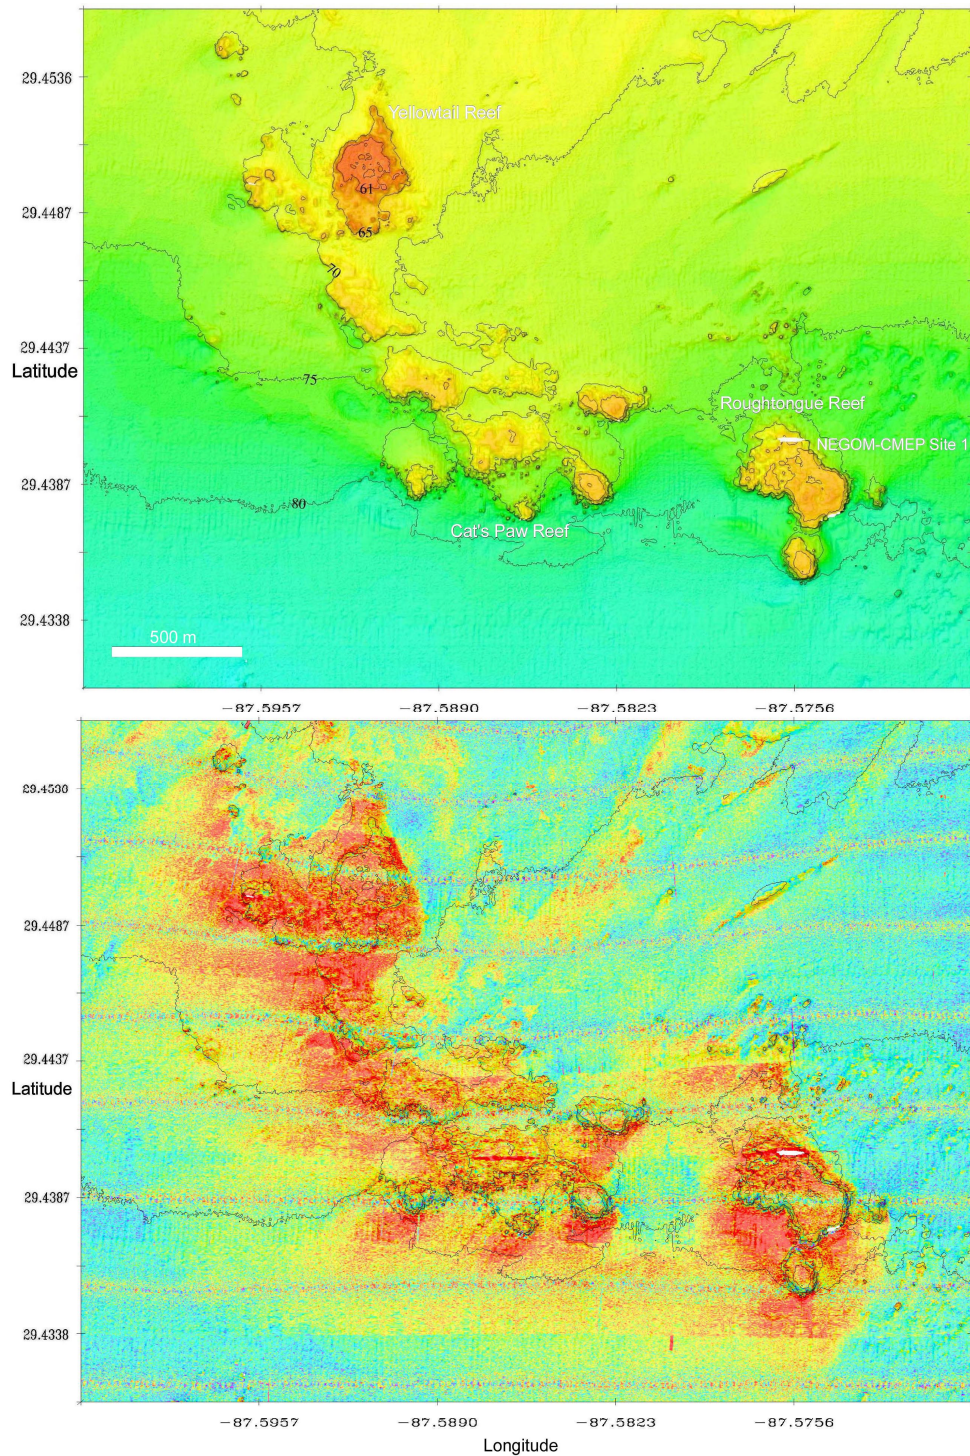 29.4536
Yellowtail Reef
61
29.4487
65
70
29.4437
Latitude
75
Roughtongue Reef
NEGOM-CMEP Site 1
29.4387
80
Cat's Paw Reef
29.4338
500 m
-87.5957
-87.5890
-87.5823
-87.5756
29.4530
29.4487
29.4437
Latitude
29.4387
29.4338
-87.5957
-87.5890
-87.5823
-87.5756
Longitude